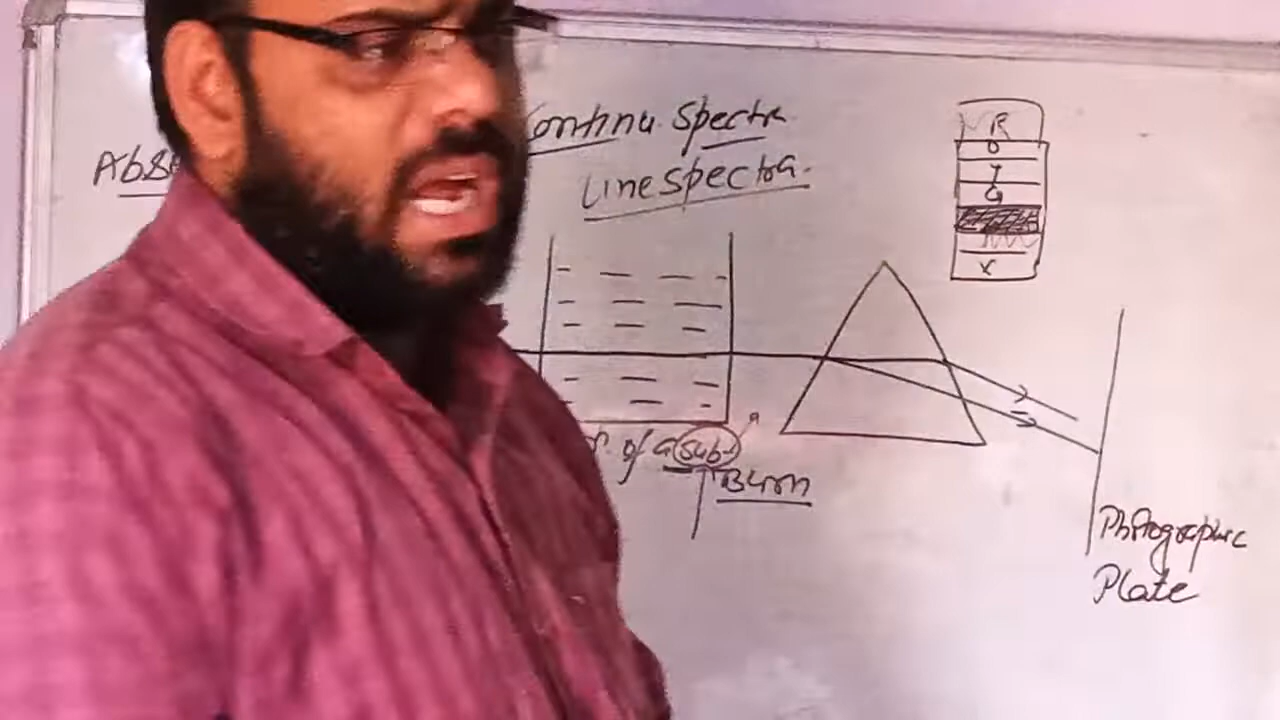 Continu. Spectra
Line Spectra.
R
O
Y
G
V
of a Sub-
Burn
Photographic
Plate